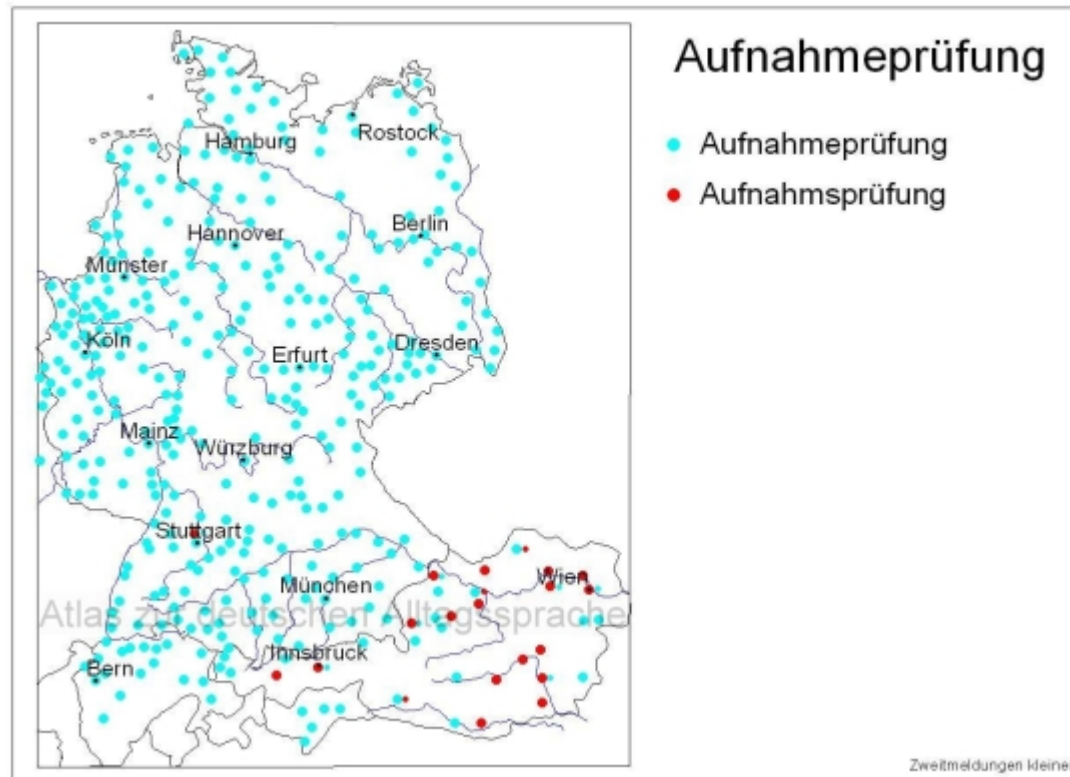 Aufnahmeprüfung
Aufnahmeprüfung
Aufnahmsprüfung
Rostock
Hamburg
Berlin
Hannover
Münster
Köln
Dresden
Erfurt
Mainz
Würzburg
Stuttgart
Wien
München
Atlas zur deutschen Alltagssprache
Innsbruck
Bern
Zweitmeldungen kleiner